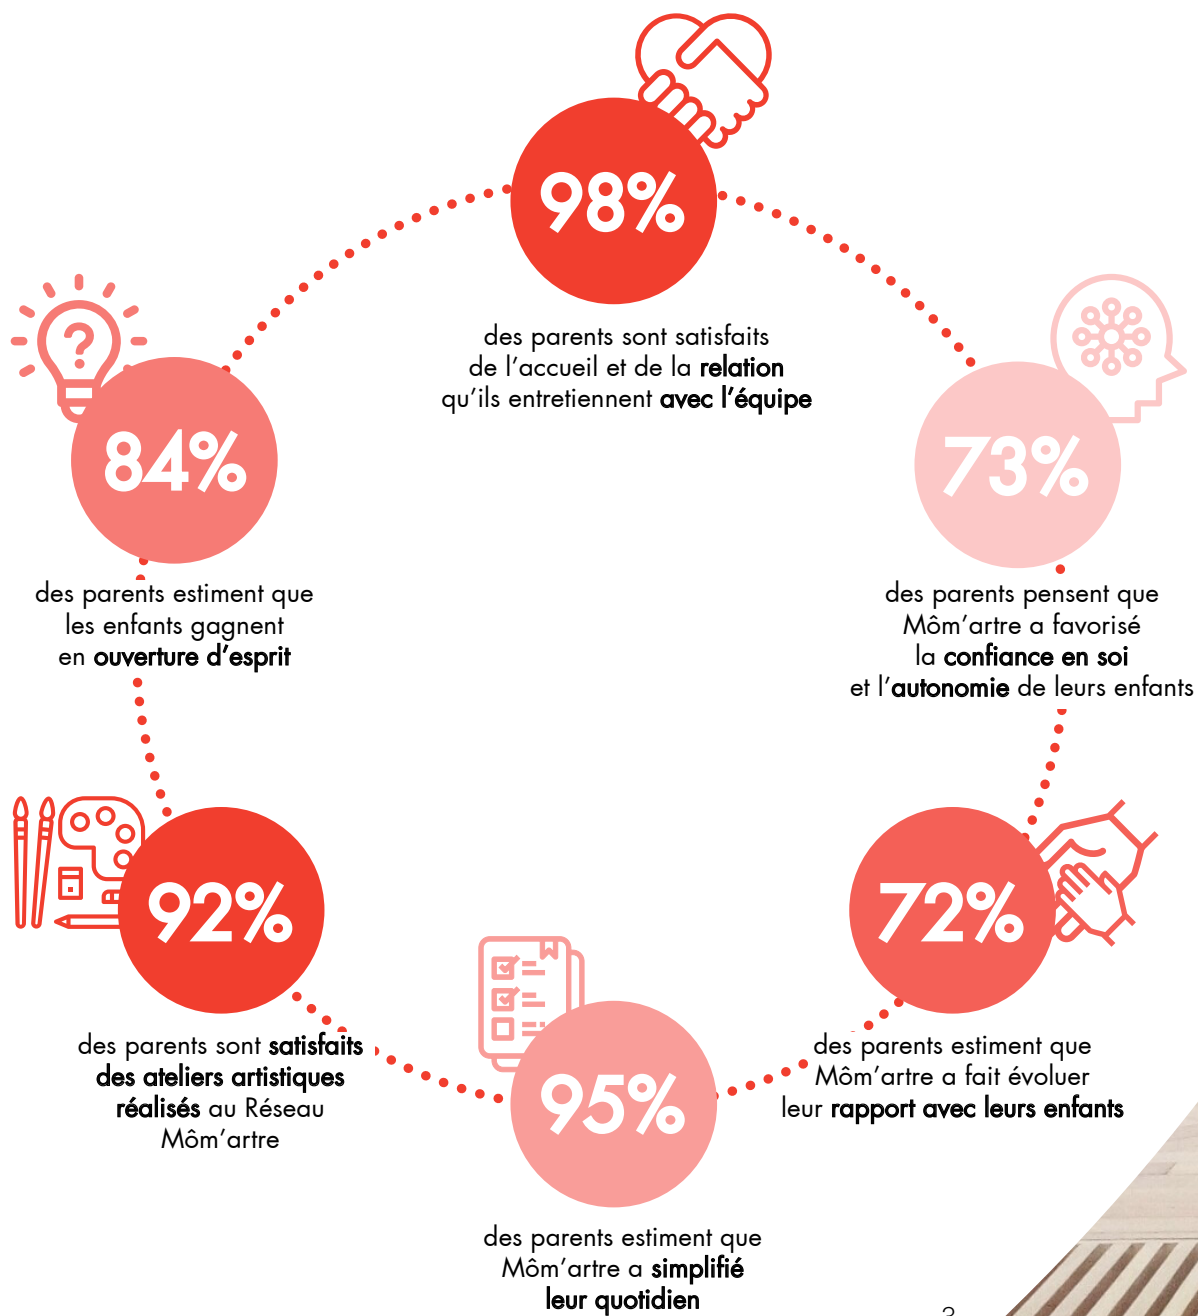 98%
des parents sont satisfaits
de l'accueil et de la relation
qu'ils entretiennent avec l'équipe
84%
des parents estiment que
les enfants gagnent
en ouverture d'esprit
73%
des parents pensent que
Môm'artre a favorisé
la confiance en soi
et l'autonomie de leurs enfants
92%
des parents sont satisfaits
des ateliers artistiques
réalisés au Réseau
Môm'artre
72%
des parents estiment que
Môm'artre a fait évoluer
leur rapport avec leurs enfants
95%
des parents estiment que
Môm'artre a simplifié
leur quotidien
?
3